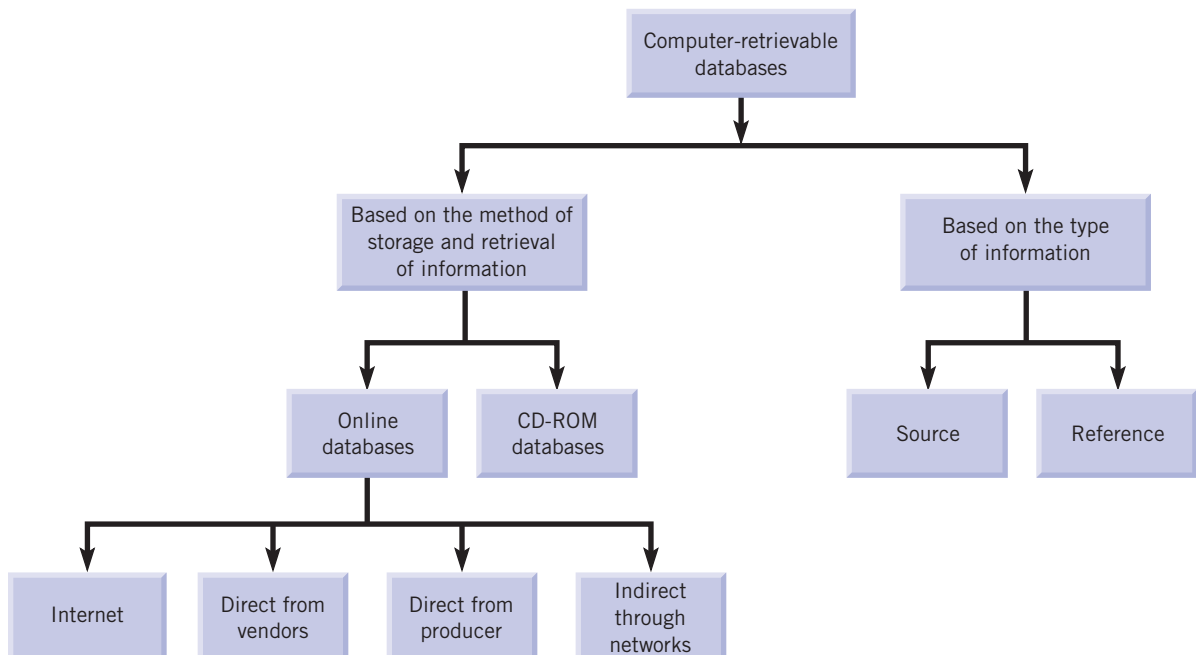 Computer-retrievable
databases
Based on the method of
storage and retrieval
of information
Based on the type
of information
Online
databases
CD-ROM
databases
Source
Reference
Internet
Direct from
vendors
Direct from
producer
Indirect
through
networks